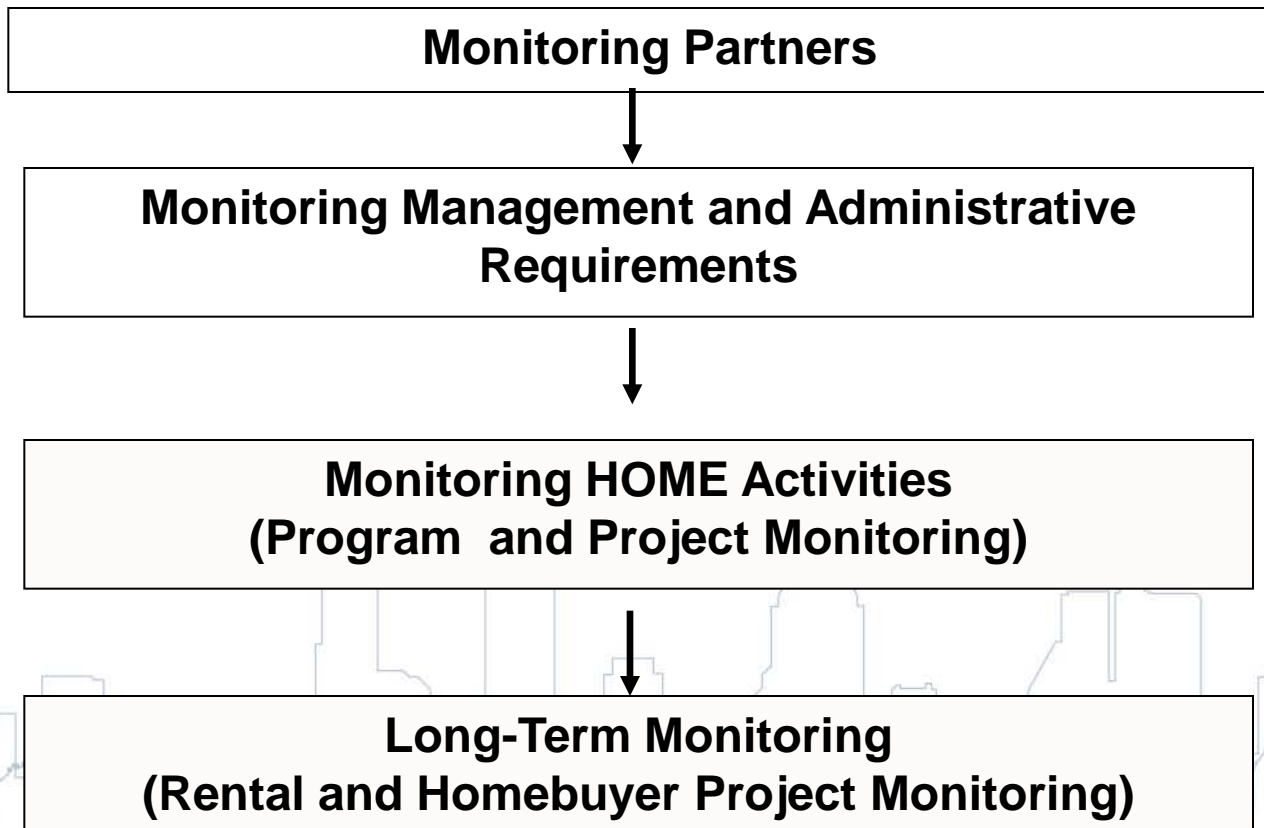 Monitoring Partners
Monitoring Management and Administrative
Requirements
Monitoring HOME Activities
(Program  and Project Monitoring)
Long-Term Monitoring
(Rental and Homebuyer Project Monitoring)